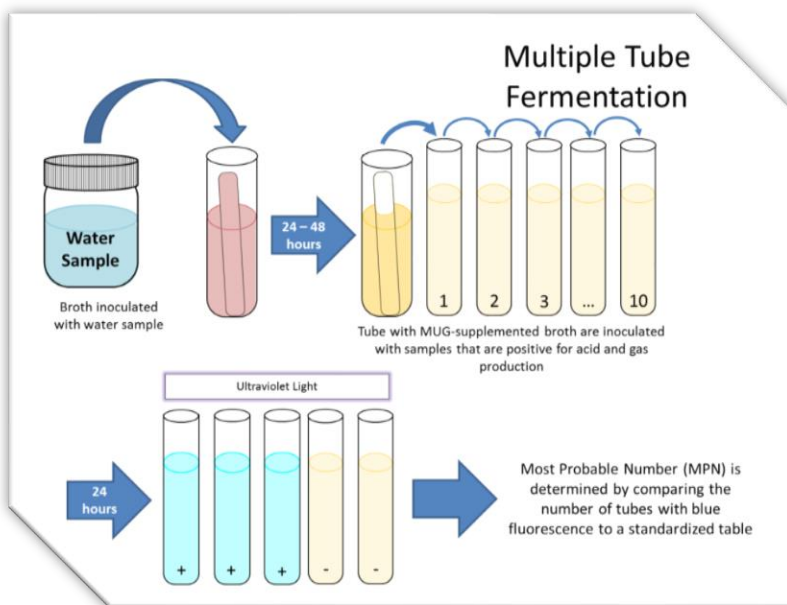 Multiple Tube
Fermentation
Water
Sample
24 – 48
hours
1 2 3 ... 10
Broth inoculated
with water sample
Tube with MUG-supplemented broth are inoculated
with samples that are positive for acid and gas
production
Ultraviolet Light
24
hours
+ + + - -
Most Probable Number (MPN) is
determined by comparing the
number of tubes with blue
fluorescence to a standardized table